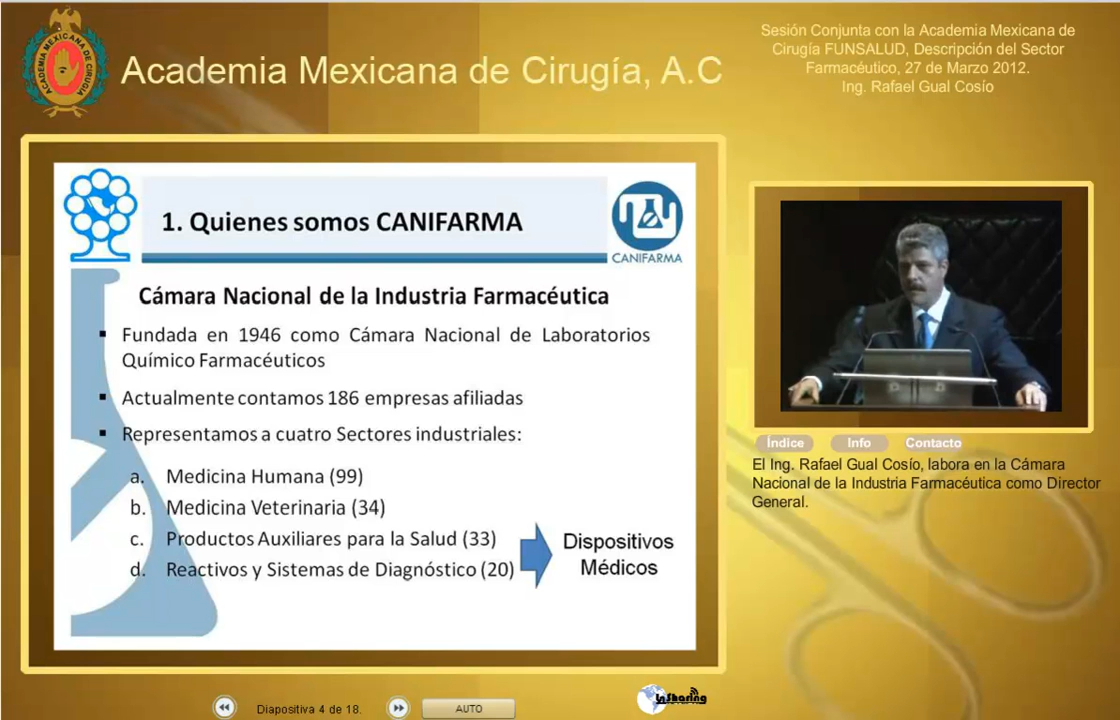 ACADEMIA MEXICANA DE CIRUGÍA
Academia Mexicana de Cirugía, A.C
Sesión Conjunta con la Academia Mexicana de
Cirugía FUNSALUD, Descripción del Sector
Farmacéutico, 27 de Marzo 2012.
Ing. Rafael Gual Cosío
1. Quienes somos CANIFARMA
CANIFARMA
Cámara Nacional de la Industria Farmacéutica
▪ Fundada en 1946 como Cámara Nacional de Laboratorios
Químico Farmacéuticos
▪ Actualmente contamos 186 empresas afiliadas
▪ Representamos a cuatro Sectores industriales:
a. Medicina Humana (99)
b. Medicina Veterinaria (34)
c. Productos Auxiliares para la Salud (33)
d. Reactivos y Sistemas de Diagnóstico (20)
Dispositivos
Médicos
Índice Info Contacto
El Ing. Rafael Gual Cosío, labora en la Cámara
Nacional de la Industria Farmacéutica como Director
General.
Diapositiva 4 de 18.
AUTO
InSharing